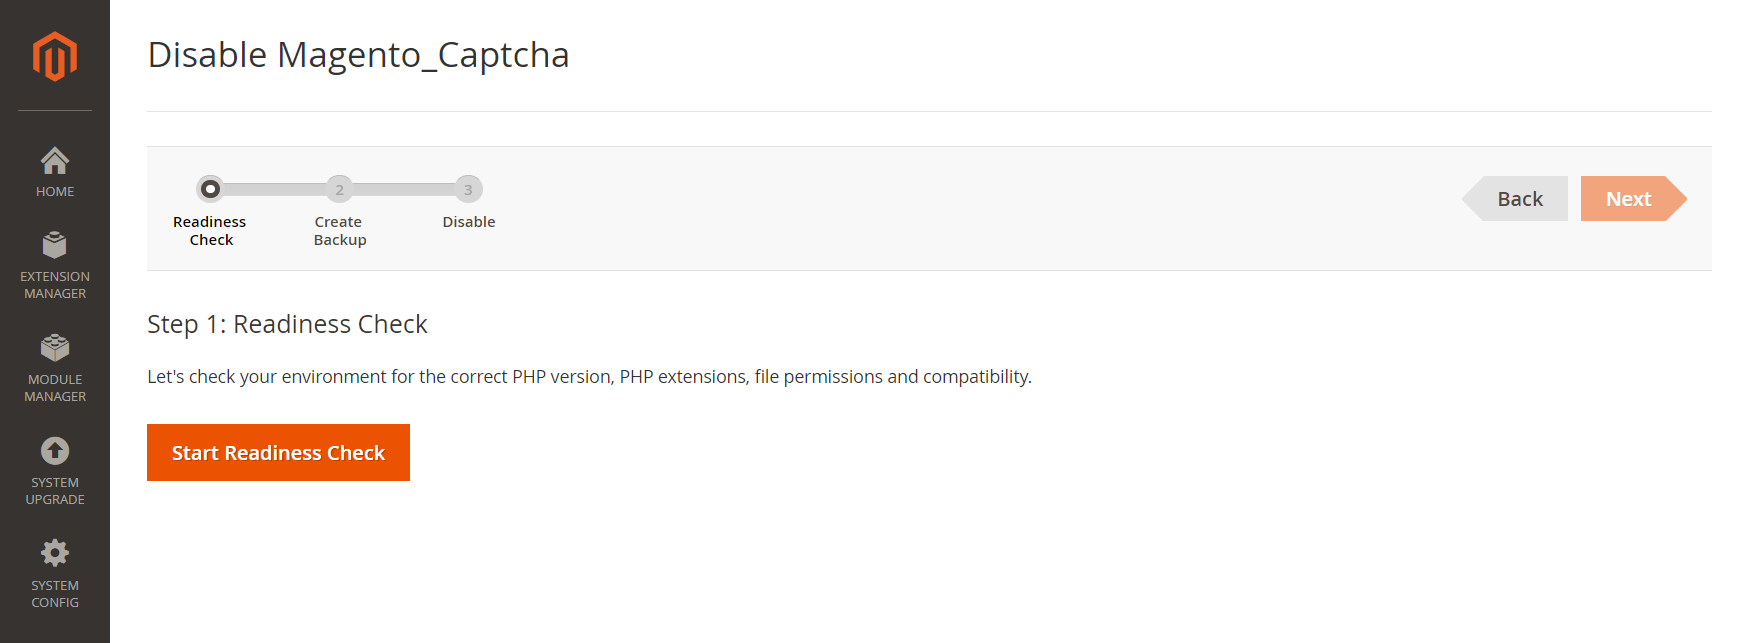 Disable Magento_Captcha
HOME
EXTENSION
MANAGER
MODULE
MANAGER
SYSTEM
UPGRADE
SYSTEM
CONFIG
2
3
Readiness
Check
Create
Backup
Disable
Back
Next
Step 1: Readiness Check
Let's check your environment for the correct PHP version, PHP extensions, file permissions and compatibility.
Start Readiness Check